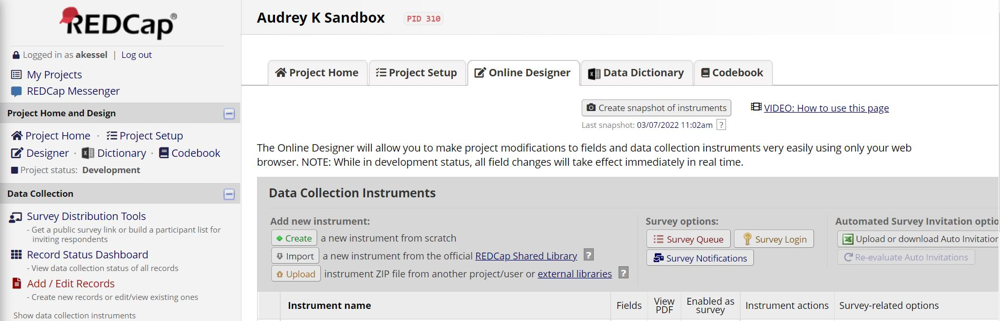 REDCap®
Logged in as akessel | Log out
My Projects
REDCap Messenger
Project Home and Design
Project Home · Project Setup
Designer · Dictionary · Codebook
Project status: Development
Data Collection
Survey Distribution Tools
- Get a public survey link or build a participant list for
inviting respondents
Record Status Dashboard
- View data collection status of all records
Add / Edit Records
- Create new records or edit/view existing ones
Show data collection instruments
Audrey K Sandbox PID 310
Project Home Project Setup Online Designer Data Dictionary Codebook
Create snapshot of instruments VIDEO: How to use this page
Last snapshot: 03/07/2022 11:02am ?
The Online Designer will allow you to make project modifications to fields and data collection instruments very easily using only your web
browser. NOTE: While in development status, all field changes will take effect immediately in real time.
Data Collection Instruments
Add new instrument:
Create a new instrument from scratch
Import a new instrument from the official REDCap Shared Library ?
Upload instrument ZIP file from another project/user or external libraries ?
Survey options:
Survey Queue Survey Login
Survey Notifications
Automated Survey Invitation optio
Upload or download Auto Invitation
Re-evaluate Auto Invitations
Instrument name Fields View PDF Enabled as survey Instrument actions Survey-related options